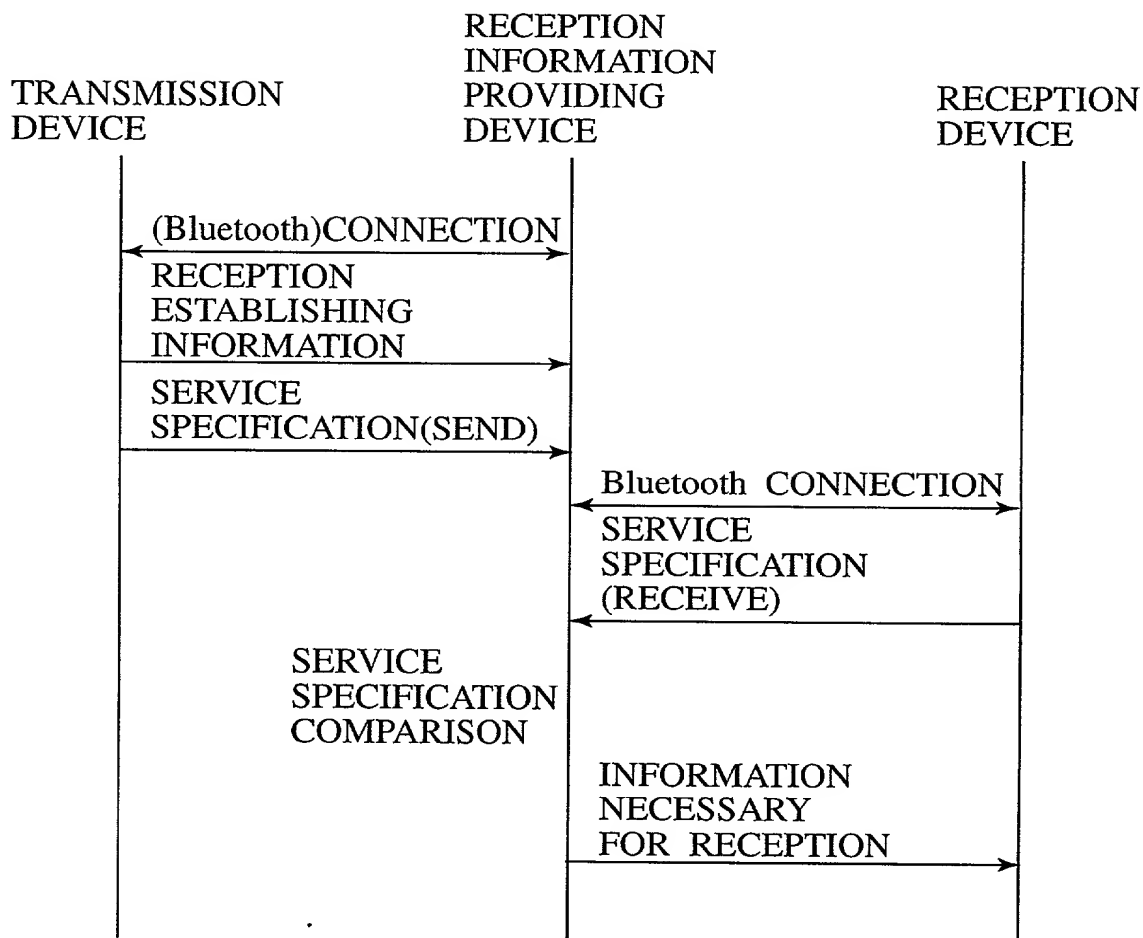 TRANSMISSION
DEVICE
RECEPTION
INFORMATION
PROVIDING
DEVICE
RECEPTION
DEVICE
(Bluetooth)CONNECTION
RECEPTION
ESTABLISHING
INFORMATION
SERVICE
SPECIFICATION(SEND)
Bluetooth CONNECTION
SERVICE
SPECIFICATION
(RECEIVE)
SERVICE
SPECIFICATION
COMPARISON
INFORMATION
NECESSARY
FOR RECEPTION